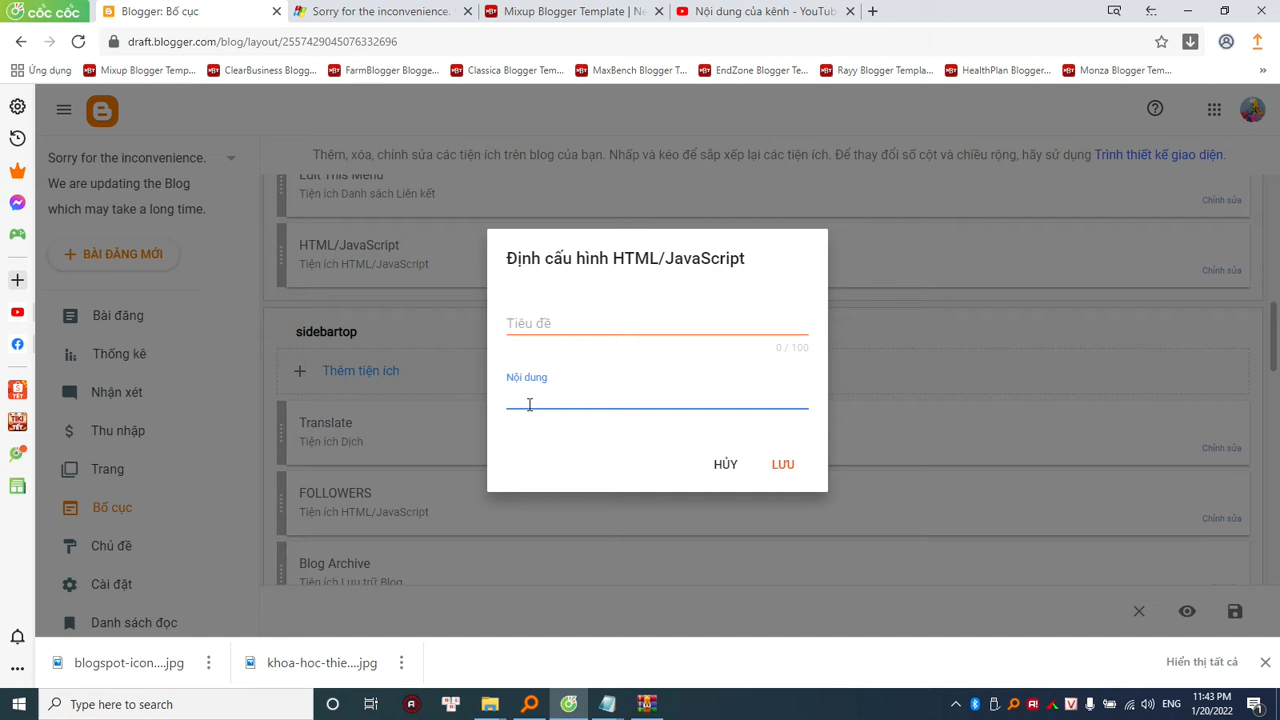 cốc cốc
Blogger: Bố cục
Sorry for the inconvenience.
Mixup Blogger Template | Ne
Nội dung của kênh - YouTub
draft.blogger.com/blog/layout/2557429045076332696
Ứng dụng
Mixup Blogger Temp...
ClearBusiness Blogg...
FarmBlogger Blogge...
Classica Blogger Tem...
MaxBench Blogger T...
EndZone Blogger Te...
Rayy Blogger Templa...
HealthPlan Blogger...
Monza Blogger Tem...
Sorry for the inconvenience.
We are updating the Blog
which may take a long time.
BÀI ĐĂNG MỚI
Bài đăng
Thống kê
Nhận xét
Thu nhập
Trang
Bố cục
Chủ đề
Cài đặt
Danh sách đọc
Thêm, xóa, chỉnh sửa các tiện ích trên blog của bạn. Nhấp và kéo để sắp xếp lại các tiện ích. Để thay đổi số cột và chiều rộng, hãy sử dụng Trình thiết kế giao diện.
Edit This Menu
Tiện ích Danh sách Liên kết
Chỉnh sửa
HTML/JavaScript
Tiện ích HTML/JavaScript
Chỉnh sửa
sidebartop
Thêm tiện ích
Translate
Tiện ích Dịch
Chỉnh sửa
FOLLOWERS
Tiện ích HTML/JavaScript
Chỉnh sửa
Blog Archive
Tiện ích Lưu trữ Blog
Định cấu hình HTML/JavaScript
Tiêu đề
0 / 100
Nội dung
HỦY
LƯU
blogspot-icon....jpg
khoa-hoc-thie....jpg
Hiển thị tất cả
Type here to search
ENG
11:43 PM
1/20/2022